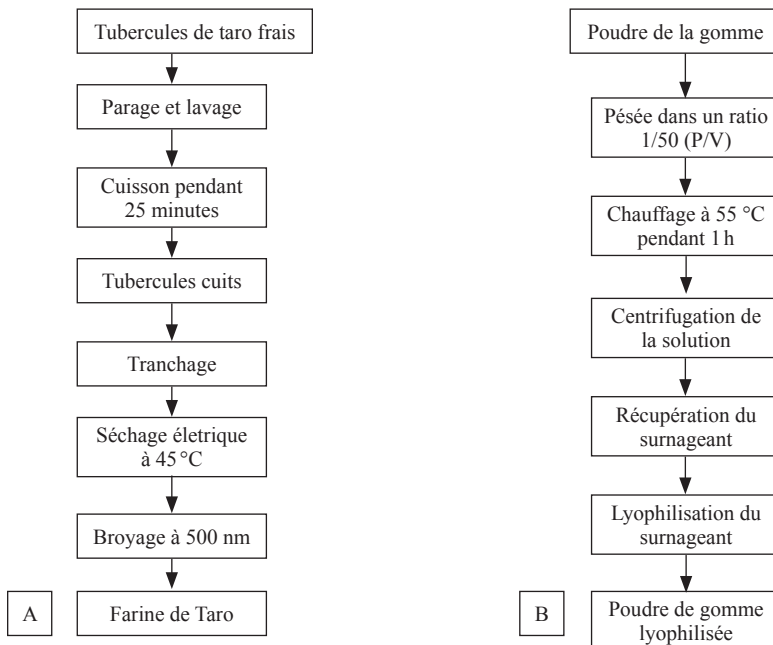 Tubercules de taro frais
Parage et lavage
Cuisson pendant
25 minutes
Tubercules cuits
Tranchage
Séchage életrique
à 45 °C
Broyage à 500 nm
Farine de Taro
A
Poudre de la gomme
Pésée dans un ratio
1/50 (P/V)
Chauffage à 55 °C
pendant 1 h
Centrifugation de
la solution
Récupération du
surnageant
Lyophilisation du
surnageant
Poudre de gomme
lyophilisée
B